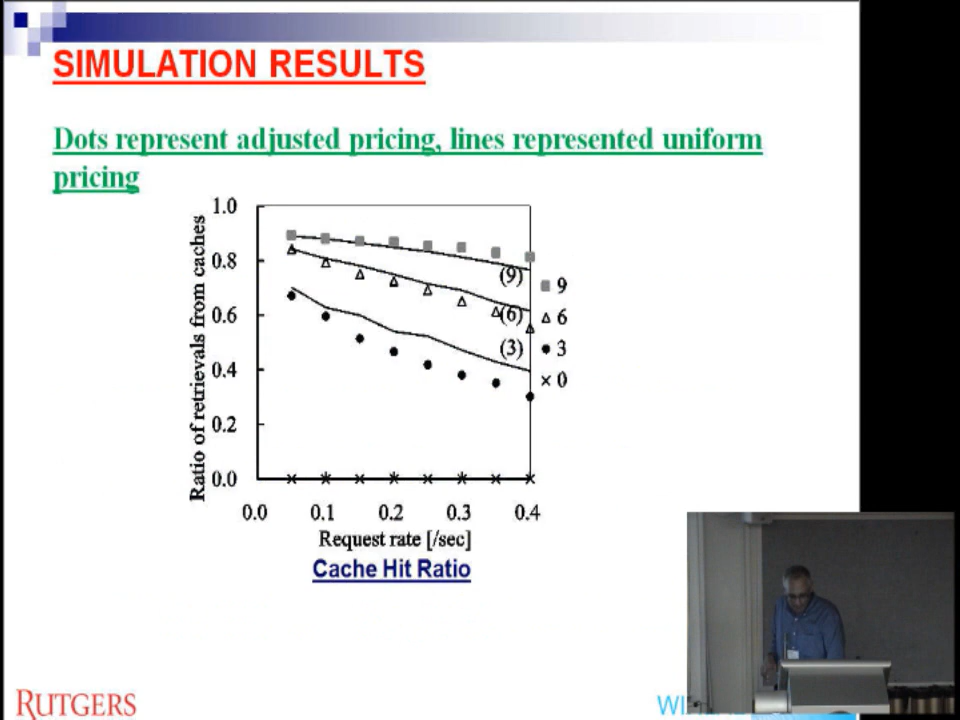 SIMULATION RESULTS
Dots represent adjusted pricing, lines represented uniform
pricing
Ratio of retrievals from caches
1.0
0.8
0.6
0.4
0.2
0.0
(9)
(6)
(3)
9
6
3
0
0.0 0.1 0.2 0.3 0.4
Request rate [/sec]
Cache Hit Ratio
RUTGERS